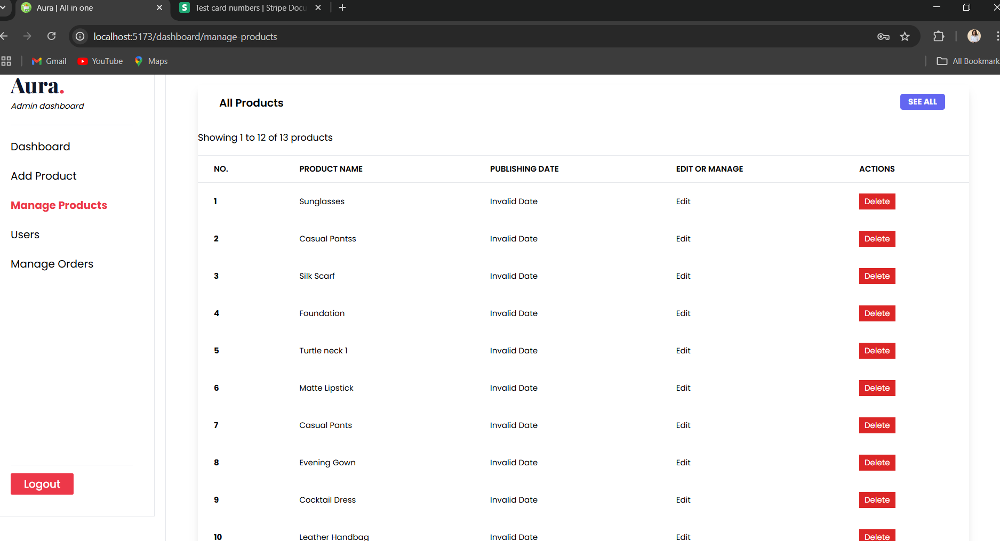 Aura | All in one
Test card numbers | Stripe Docu
localhost:5173/dashboard/manage-products
Gmail
YouTube
Maps
All Bookmark
Aura.
Admin dashboard
Dashboard
Add Product
Manage Products
Users
Manage Orders
Logout
All Products
SEE ALL
Showing 1 to 12 of 13 products
NO. PRODUCT NAME PUBLISHING DATE EDIT OR MANAGE ACTIONS
1 Sunglasses Invalid Date Edit Delete
2 Casual Pantss Invalid Date Edit Delete
3 Silk Scarf Invalid Date Edit Delete
4 Foundation Invalid Date Edit Delete
5 Turtle neck 1 Invalid Date Edit Delete
6 Matte Lipstick Invalid Date Edit Delete
7 Casual Pants Invalid Date Edit Delete
8 Evening Gown Invalid Date Edit Delete
9 Cocktail Dress Invalid Date Edit Delete
10 Leather Handbag Invalid Date Edit Delete